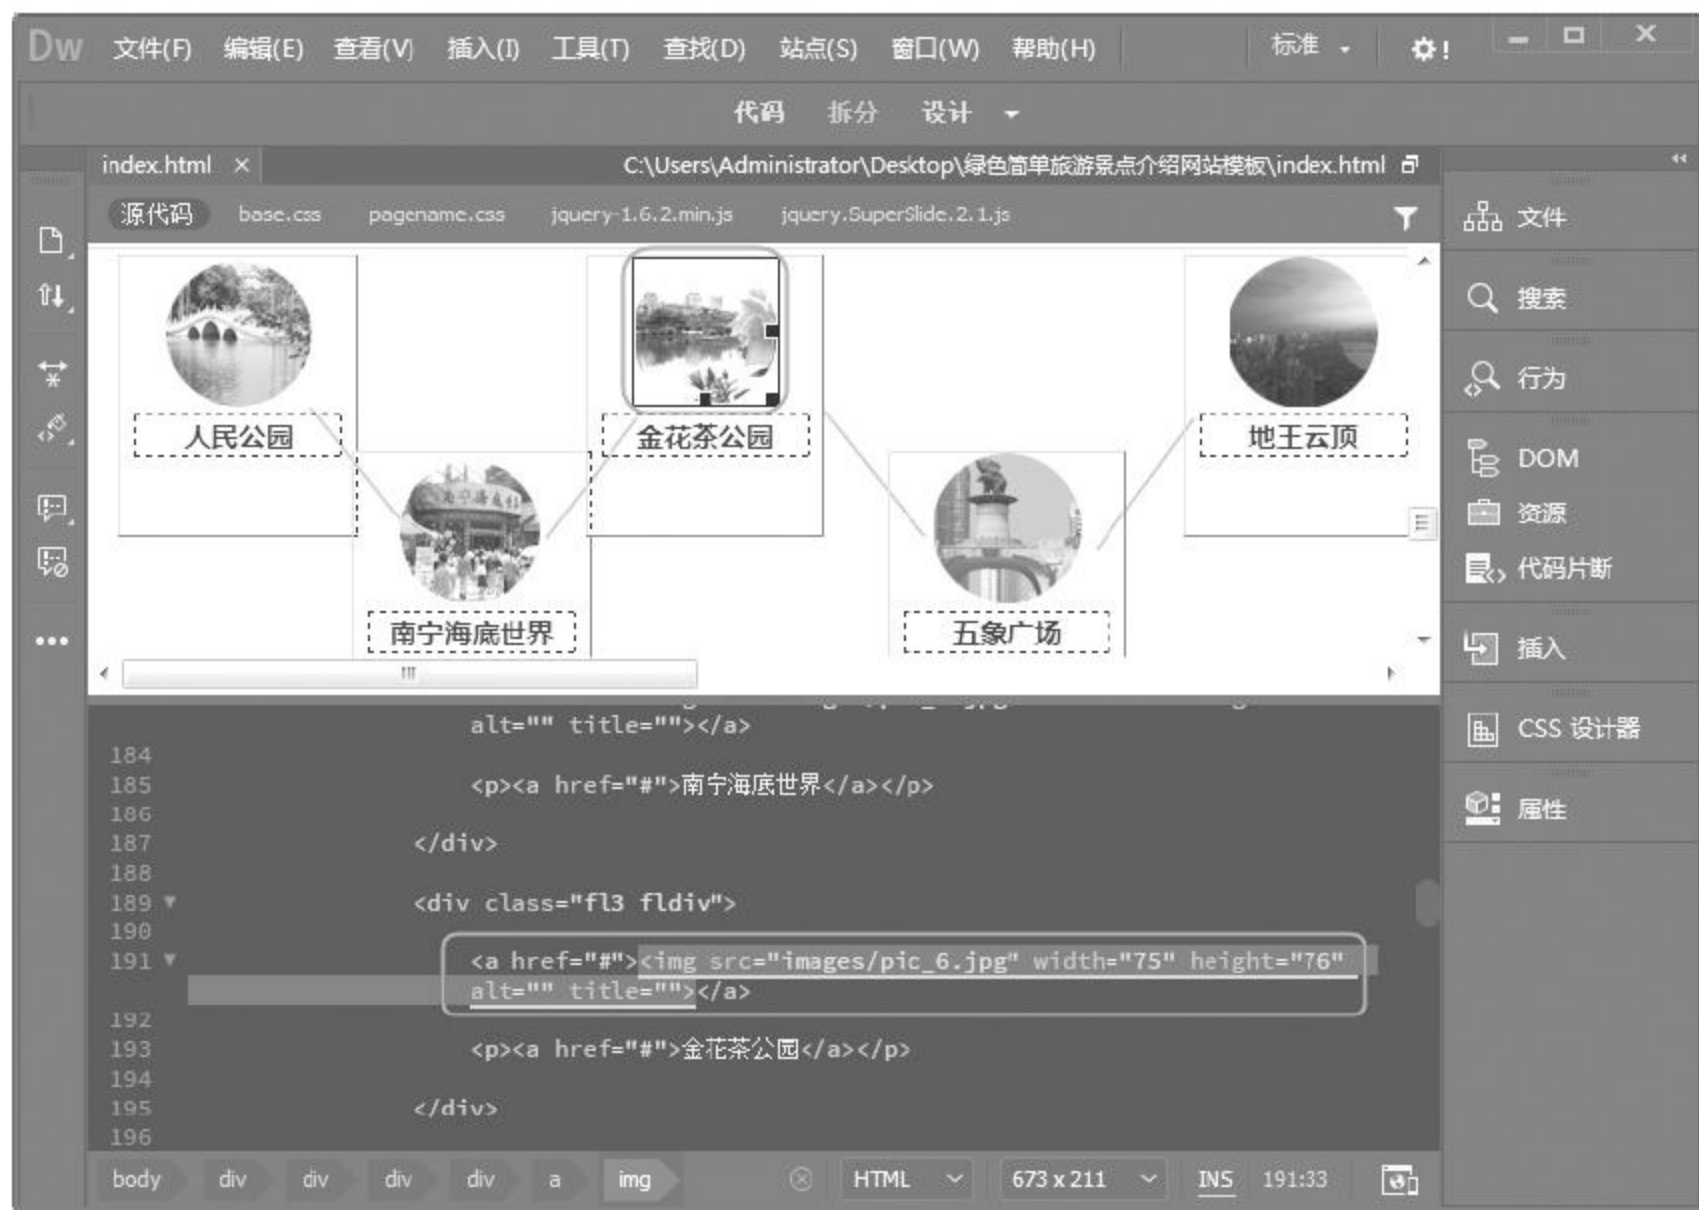 Dw 文件(F) 编辑(E) 查看(V) 插入(I) 工具(T) 查找(D) 站点(S) 窗口(W) 帮助(H) 标准
代码 拆分 设计
index.html × C:\Users\Administrator\Desktop\绿色简单旅游景点介绍网站模板\index.html
源代码 base.css pagename.css jquery-1.6.2.min.js jquery.SuperSlide.2.1.js
人民公园
金花茶公园
地王云顶
南宁海底世界
五象广场
alt="" title=""></a>
184
185 <p><a href="#">南宁海底世界</a></p>
186
187 </div>
188
189 <div class="fl3 fldiv">
190
191 <a href="#"><img src="images/pic_6.jpg" width="75" height="76"
alt="" title=""></a>
192
193 <p><a href="#">金花茶公园</a></p>
194
195 </div>
196
body div div div div a img HTML 673 x 211 INS 191:33
文件
搜索
行为
DOM
资源
代码片断
插入
CSS 设计器
属性